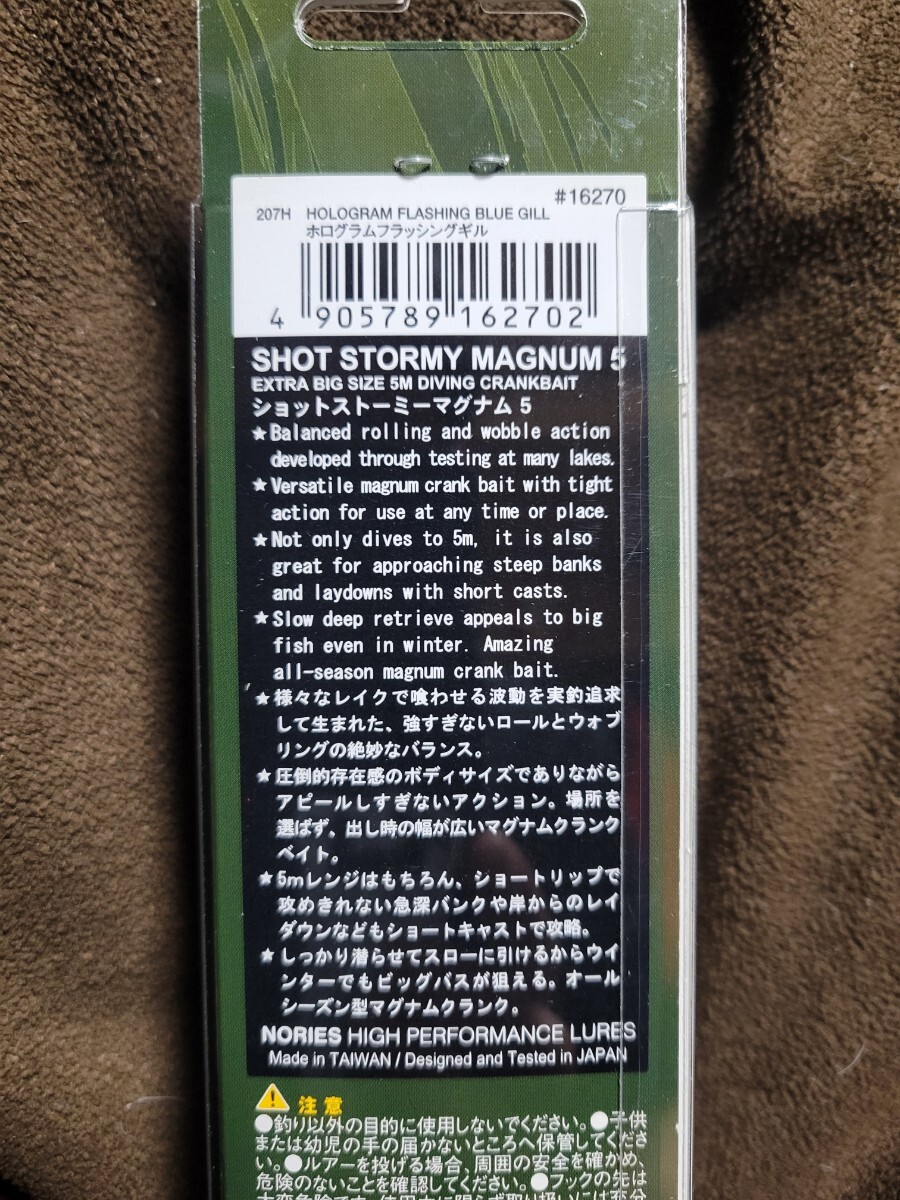 #16270
207H HOLOGRAM FLASHING BLUE GILL
ホログラムフラッシングギル
4 905789 162702
SHOT STORMY MAGNUM 5
EXTRA BIG SIZE 5M DIVING CRANKBAIT
ショットストーミーマグナム 5
★Balanced rolling and wobble action
developed through testing at many lakes.
★Versatile magnum crank bait with tight
action for use at any time or place.
★Not only dives to 5m, it is also
great for approaching steep banks
and laydowns with short casts.
★Slow deep retrieve appeals to big
fish even in winter. Amazing
all-season magnum crank bait.
★様々なレイクで喰わせる波動を実釣追求
して生まれた、強すぎないロールとウォブ
リングの絶妙なバランス。
★圧倒的存在感のボディサイズでありながら
アピールしすぎないアクション。場所を
選ばず、出し時の幅が広いマグナムクランク
ベイト。
★5mレンジはもちろん、ショートリップで
攻めきれない急深バンクや岸からのレイ
ダウンなどもショートキャストで攻略。
★しっかり潜らせてスローに引けるからウイ
ンターでもビッグバスが狙える。オール
シーズン型マグナムクランク。
NORIES HIGH PERFORMANCE LURES
Made in TAIWAN / Designed and Tested in JAPAN
注意
●釣り以外の目的に使用しないでください。●子供
または幼児の手の届かないところへ保管してくださ
い。●ルアーを投げる場合、周囲の安全を確かめ、
危険のないことを確認してください。●フックの先は